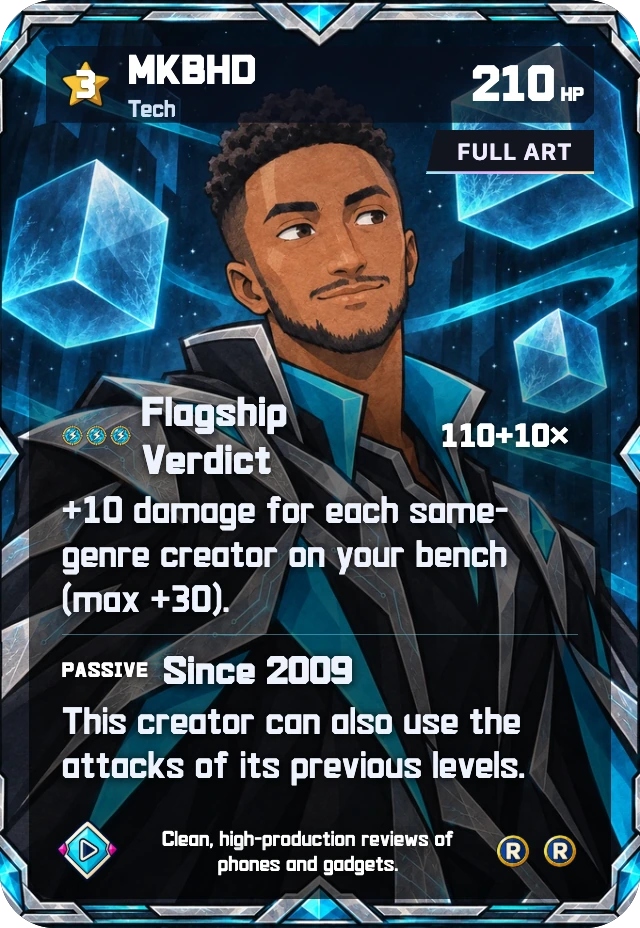 3
MKBHD
210 HP
Tech
FULL ART
Flagship
Verdict
110+10×
+10 damage for each same-
genre creator on your bench
(max +30).
PASSIVE Since 2009
This creator can also use the
attacks of its previous levels.
Clean, high-production reviews of
phones and gadgets.
R R